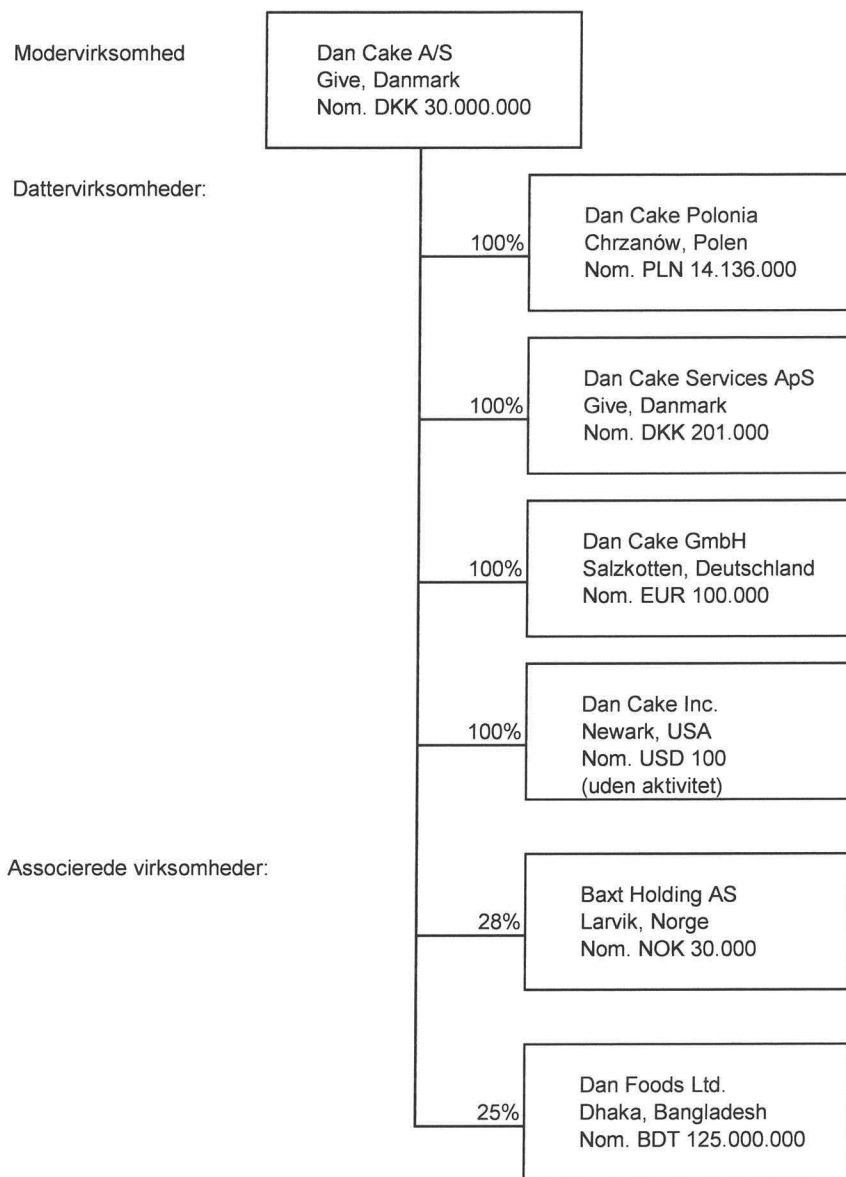 Modervirksomhed
Dan Cake A/S
Give, Danmark
Nom. DKK 30.000.000
Dattervirksomheder:
100%
Dan Cake Polonia
Chrzanów, Polen
Nom. PLN 14.136.000
100%
Dan Cake Services ApS
Give, Danmark
Nom. DKK 201.000
100%
Dan Cake GmbH
Salzkotten, Deutschland
Nom. EUR 100.000
100%
Dan Cake Inc.
Newark, USA
Nom. USD 100
(uden aktivitet)
Associerede virksomheder:
28%
Baxt Holding AS
Larvik, Norge
Nom. NOK 30.000
25%
Dan Foods Ltd.
Dhaka, Bangladesh
Nom. BDT 125.000.000